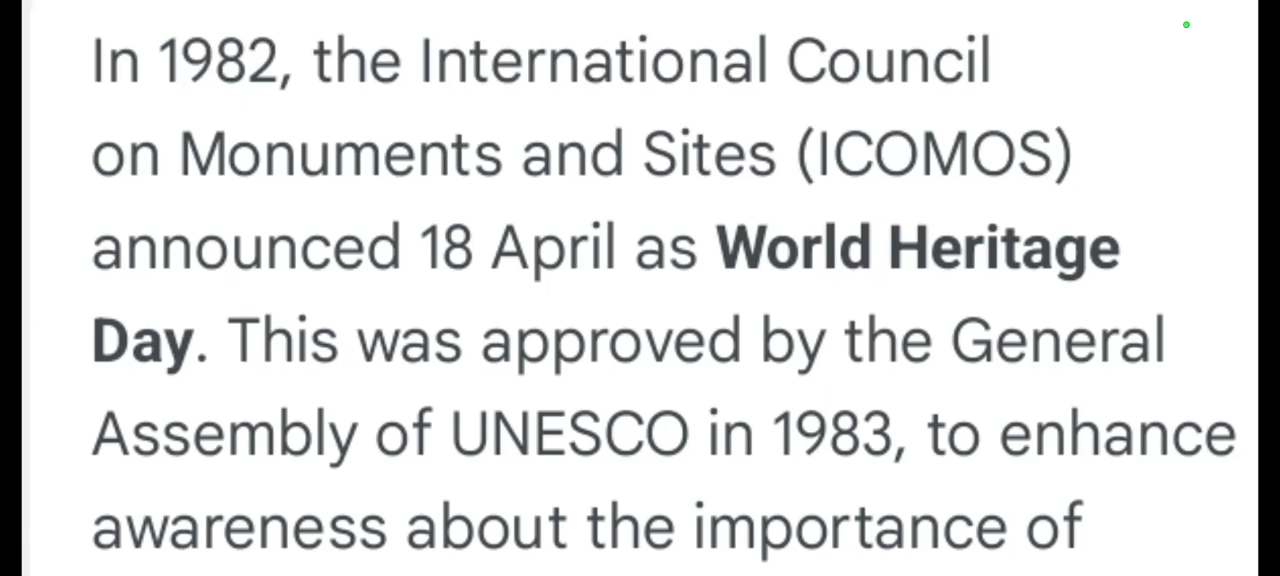 In 1982, the International Council
on Monuments and Sites (ICOMOS)
announced 18 April as World Heritage
Day. This was approved by the General
Assembly of UNESCO in 1983, to enhance
awareness about the importance of